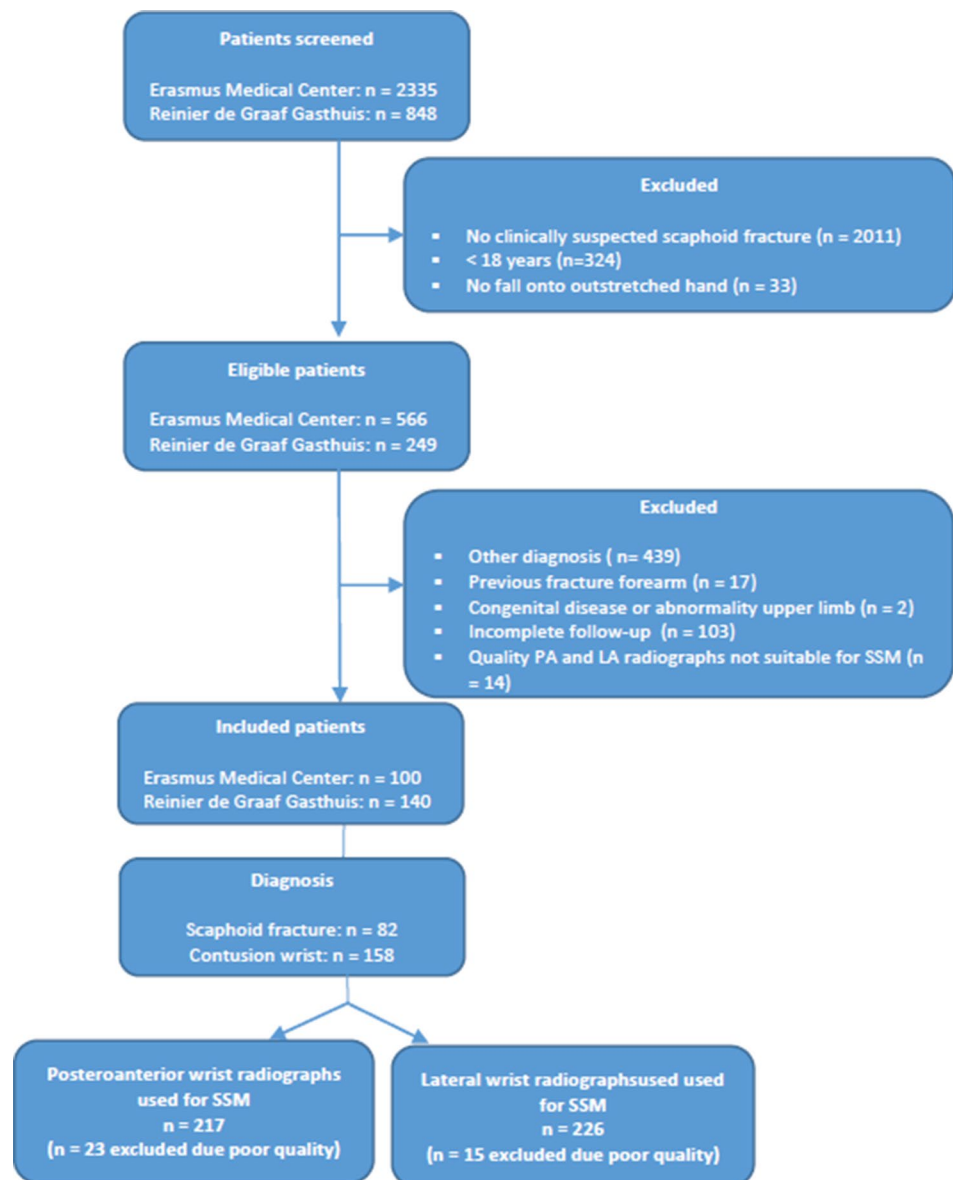 Patients screened
Erasmus Medical Center: n = 2335
Reinier de Graaf Gasthuis: n = 848
Excluded
▪ No clinically suspected scaphoid fracture (n = 2011)
▪ < 18 years (n=324)
▪ No fall onto outstretched hand (n = 33)
Eligible patients
Erasmus Medical Center: n = 566
Reinier de Graaf Gasthuis: n = 249
Excluded
▪ Other diagnosis ( n= 439)
▪ Previous fracture forearm (n = 17)
▪ Congenital disease or abnormality upper limb (n = 2)
▪ Incomplete follow-up (n = 103)
▪ Quality PA and LA radiographs not suitable for SSM (n
= 14)
Included patients
Erasmus Medical Center: n = 100
Reinier de Graaf Gasthuis: n = 140
Diagnosis
Scaphoid fracture: n = 82
Contusion wrist: n = 158
Posteroanterior wrist radiographs
used for SSM
n = 217
(n = 23 excluded due poor quality)
Lateral wrist radiographsused used
for SSM
n = 226
(n = 15 excluded due poor quality)